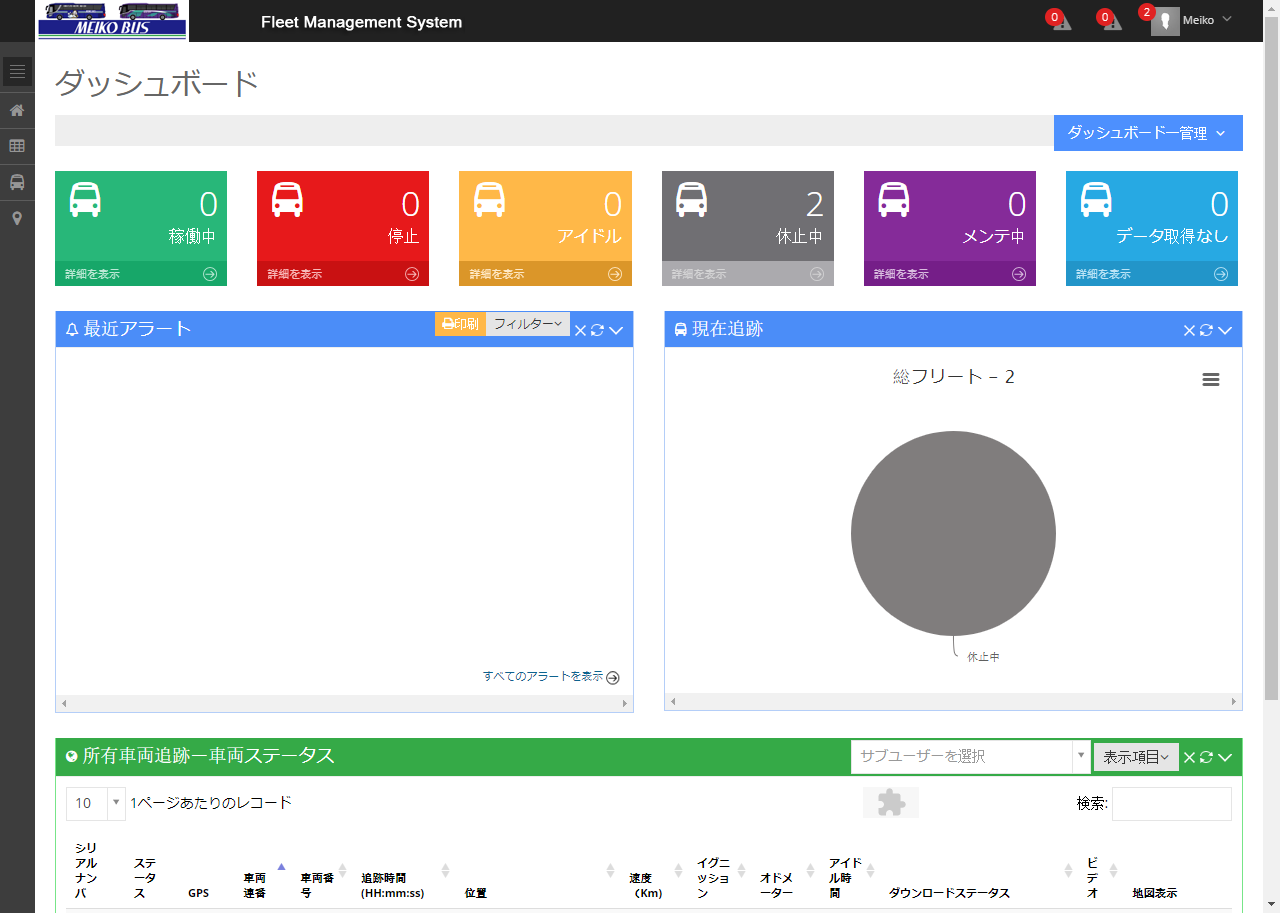 MEIKO BUS
Fleet Management System
0
0
2
Meiko
ダッシュボード
ダッシュボードー管理
0
稼働中
詳細を表示
0
停止
詳細を表示
0
アイドル
詳細を表示
2
休止中
詳細を表示
0
メンテ中
詳細を表示
0
データ取得なし
詳細を表示
最近アラート
印刷
フィルター
すべてのアラートを表示
現在追跡
総フリート – 2
休止中
所有車両追跡ー車両ステータス
サブユーザーを選択
表示項目
10
1ページあたりのレコード
検索:
シリ
アル
ナン
バ
ステ
ータ
ス
GPS
車両
連番
車両番
号
追跡時間
(HH:mm:ss)
位置
速度
（Km)
イグニ
ッショ
ン
オドメ
ーター
アイド
ル時
間
ダウンロードステータス
ビ
デ
オ
地図表示